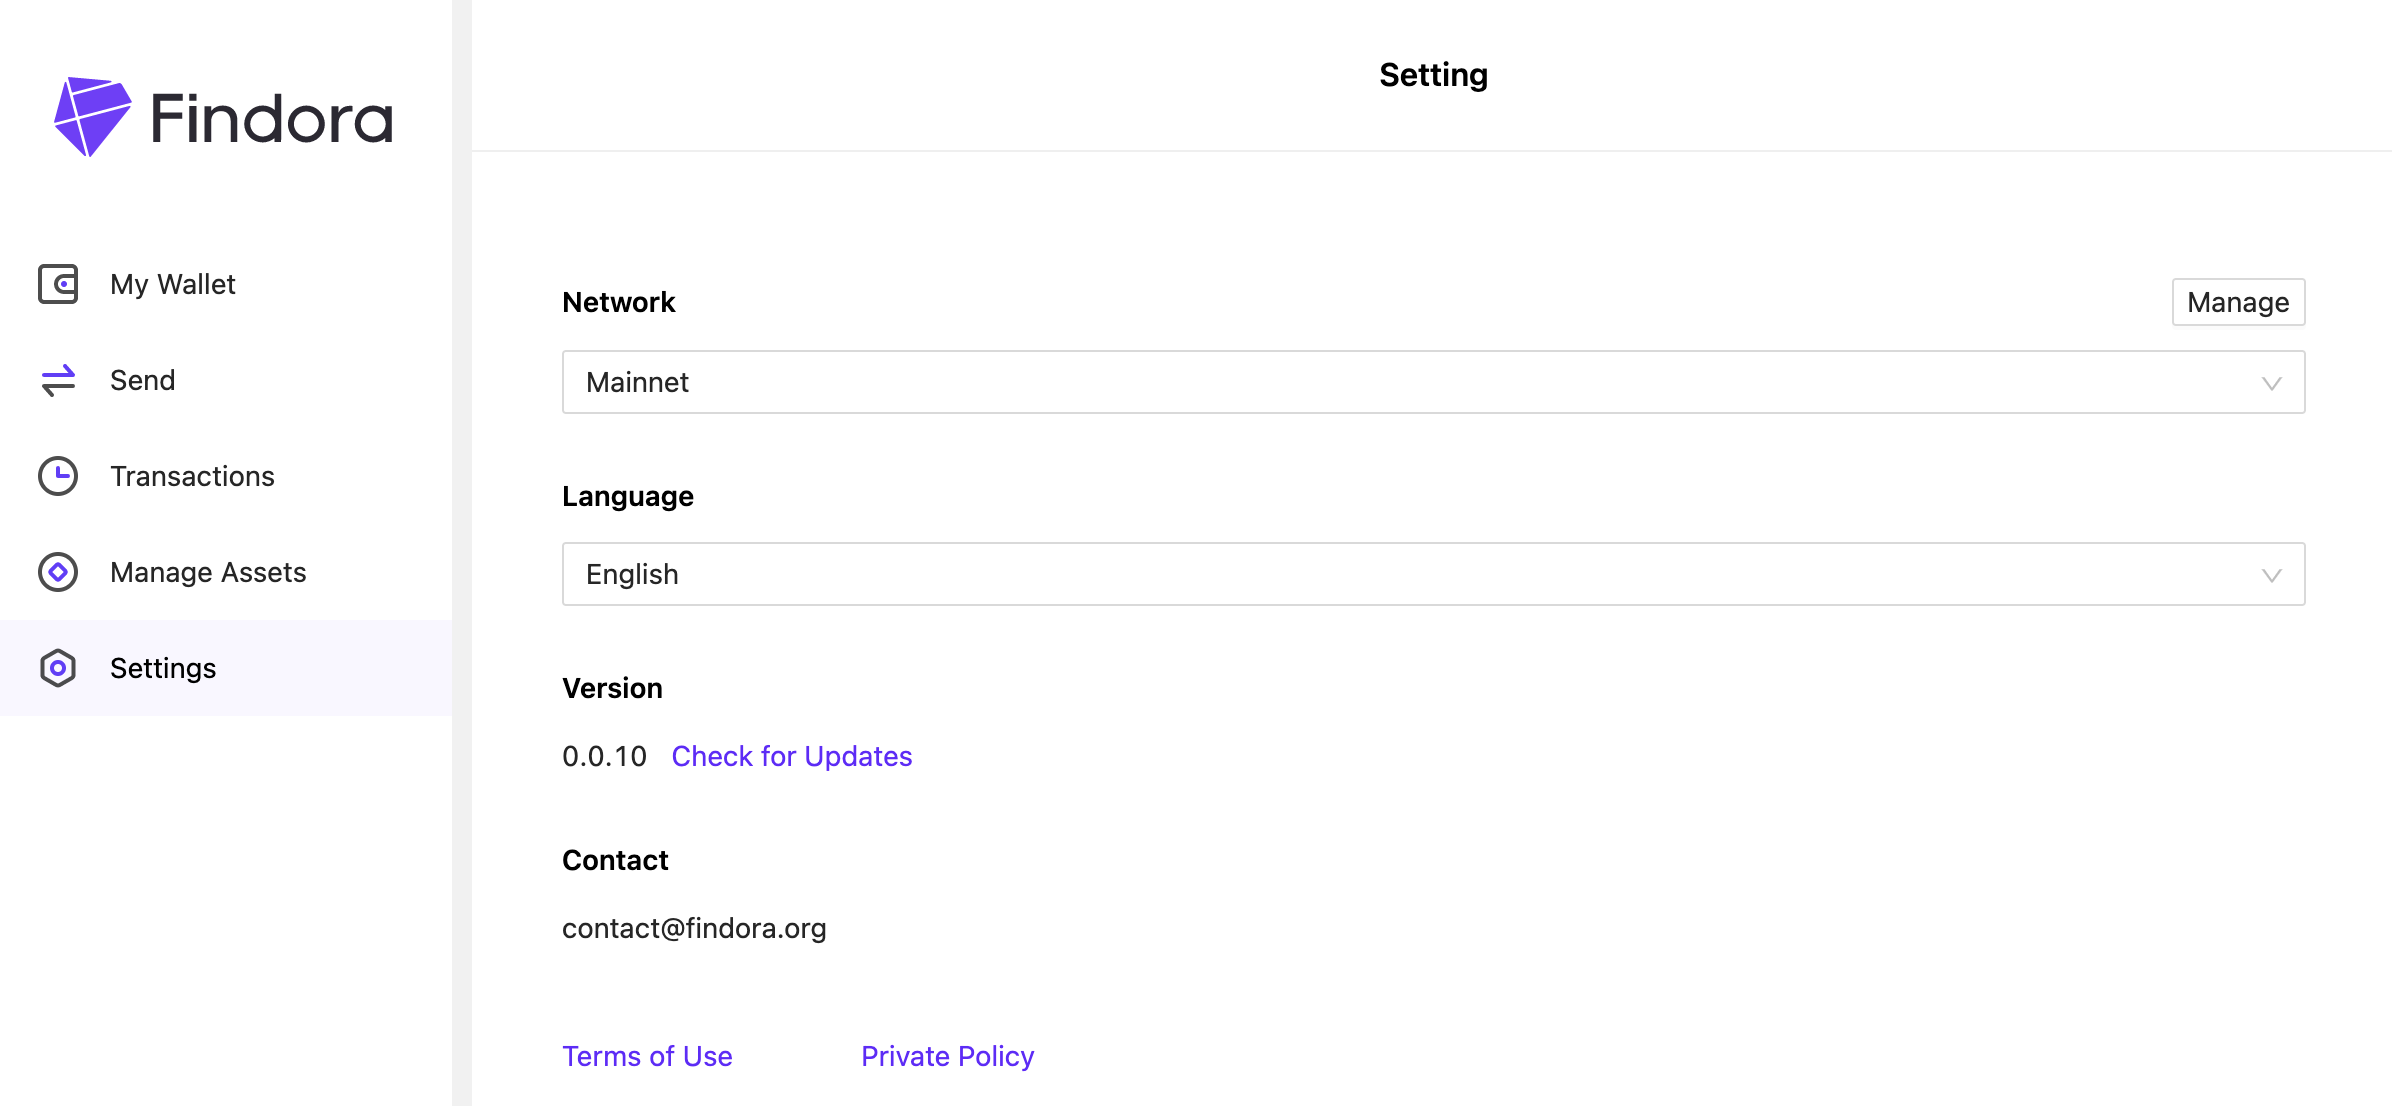 Findora
My Wallet
Send
Transactions
Manage Assets
Settings
Setting
Network
Manage
Mainnet
Language
English
Version
0.0.10 Check for Updates
Contact
contact@findora.org
Terms of Use Private Policy